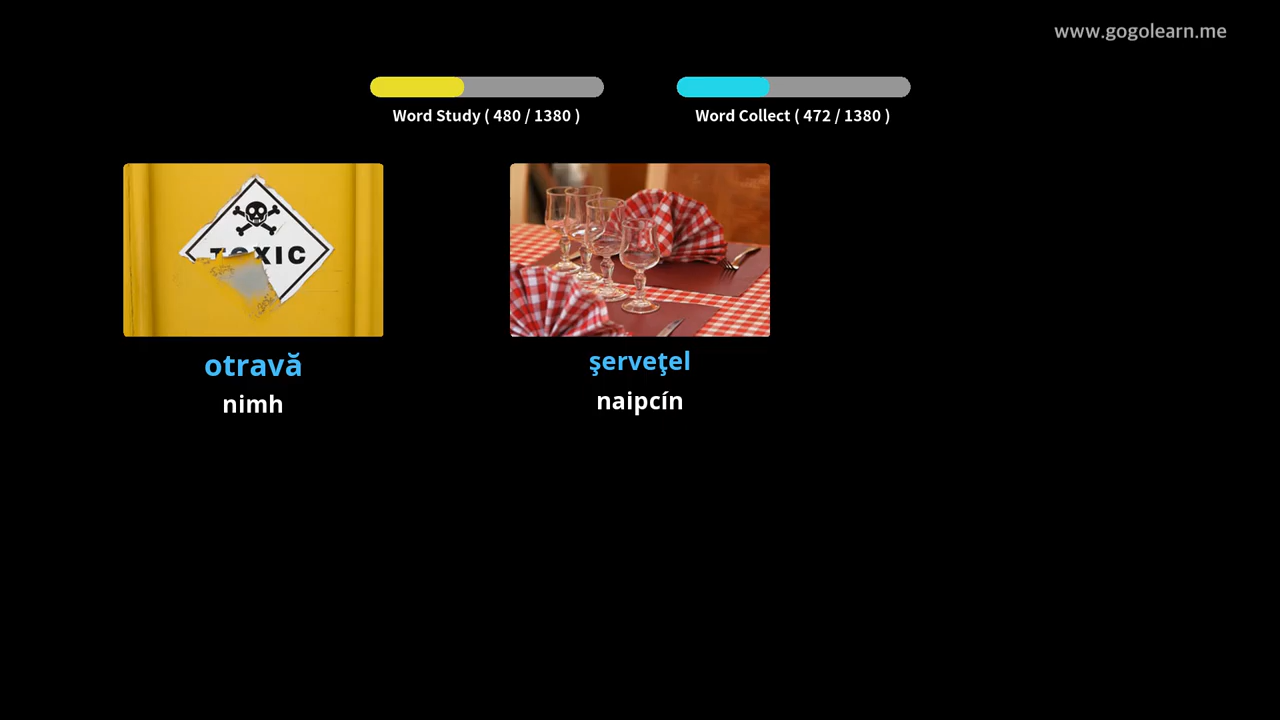 www.gogolearn.me
Word Study ( 480 / 1380 )
Word Collect ( 472 / 1380 )
TOXIC
otravă
nimh
şerveţel
naipcín